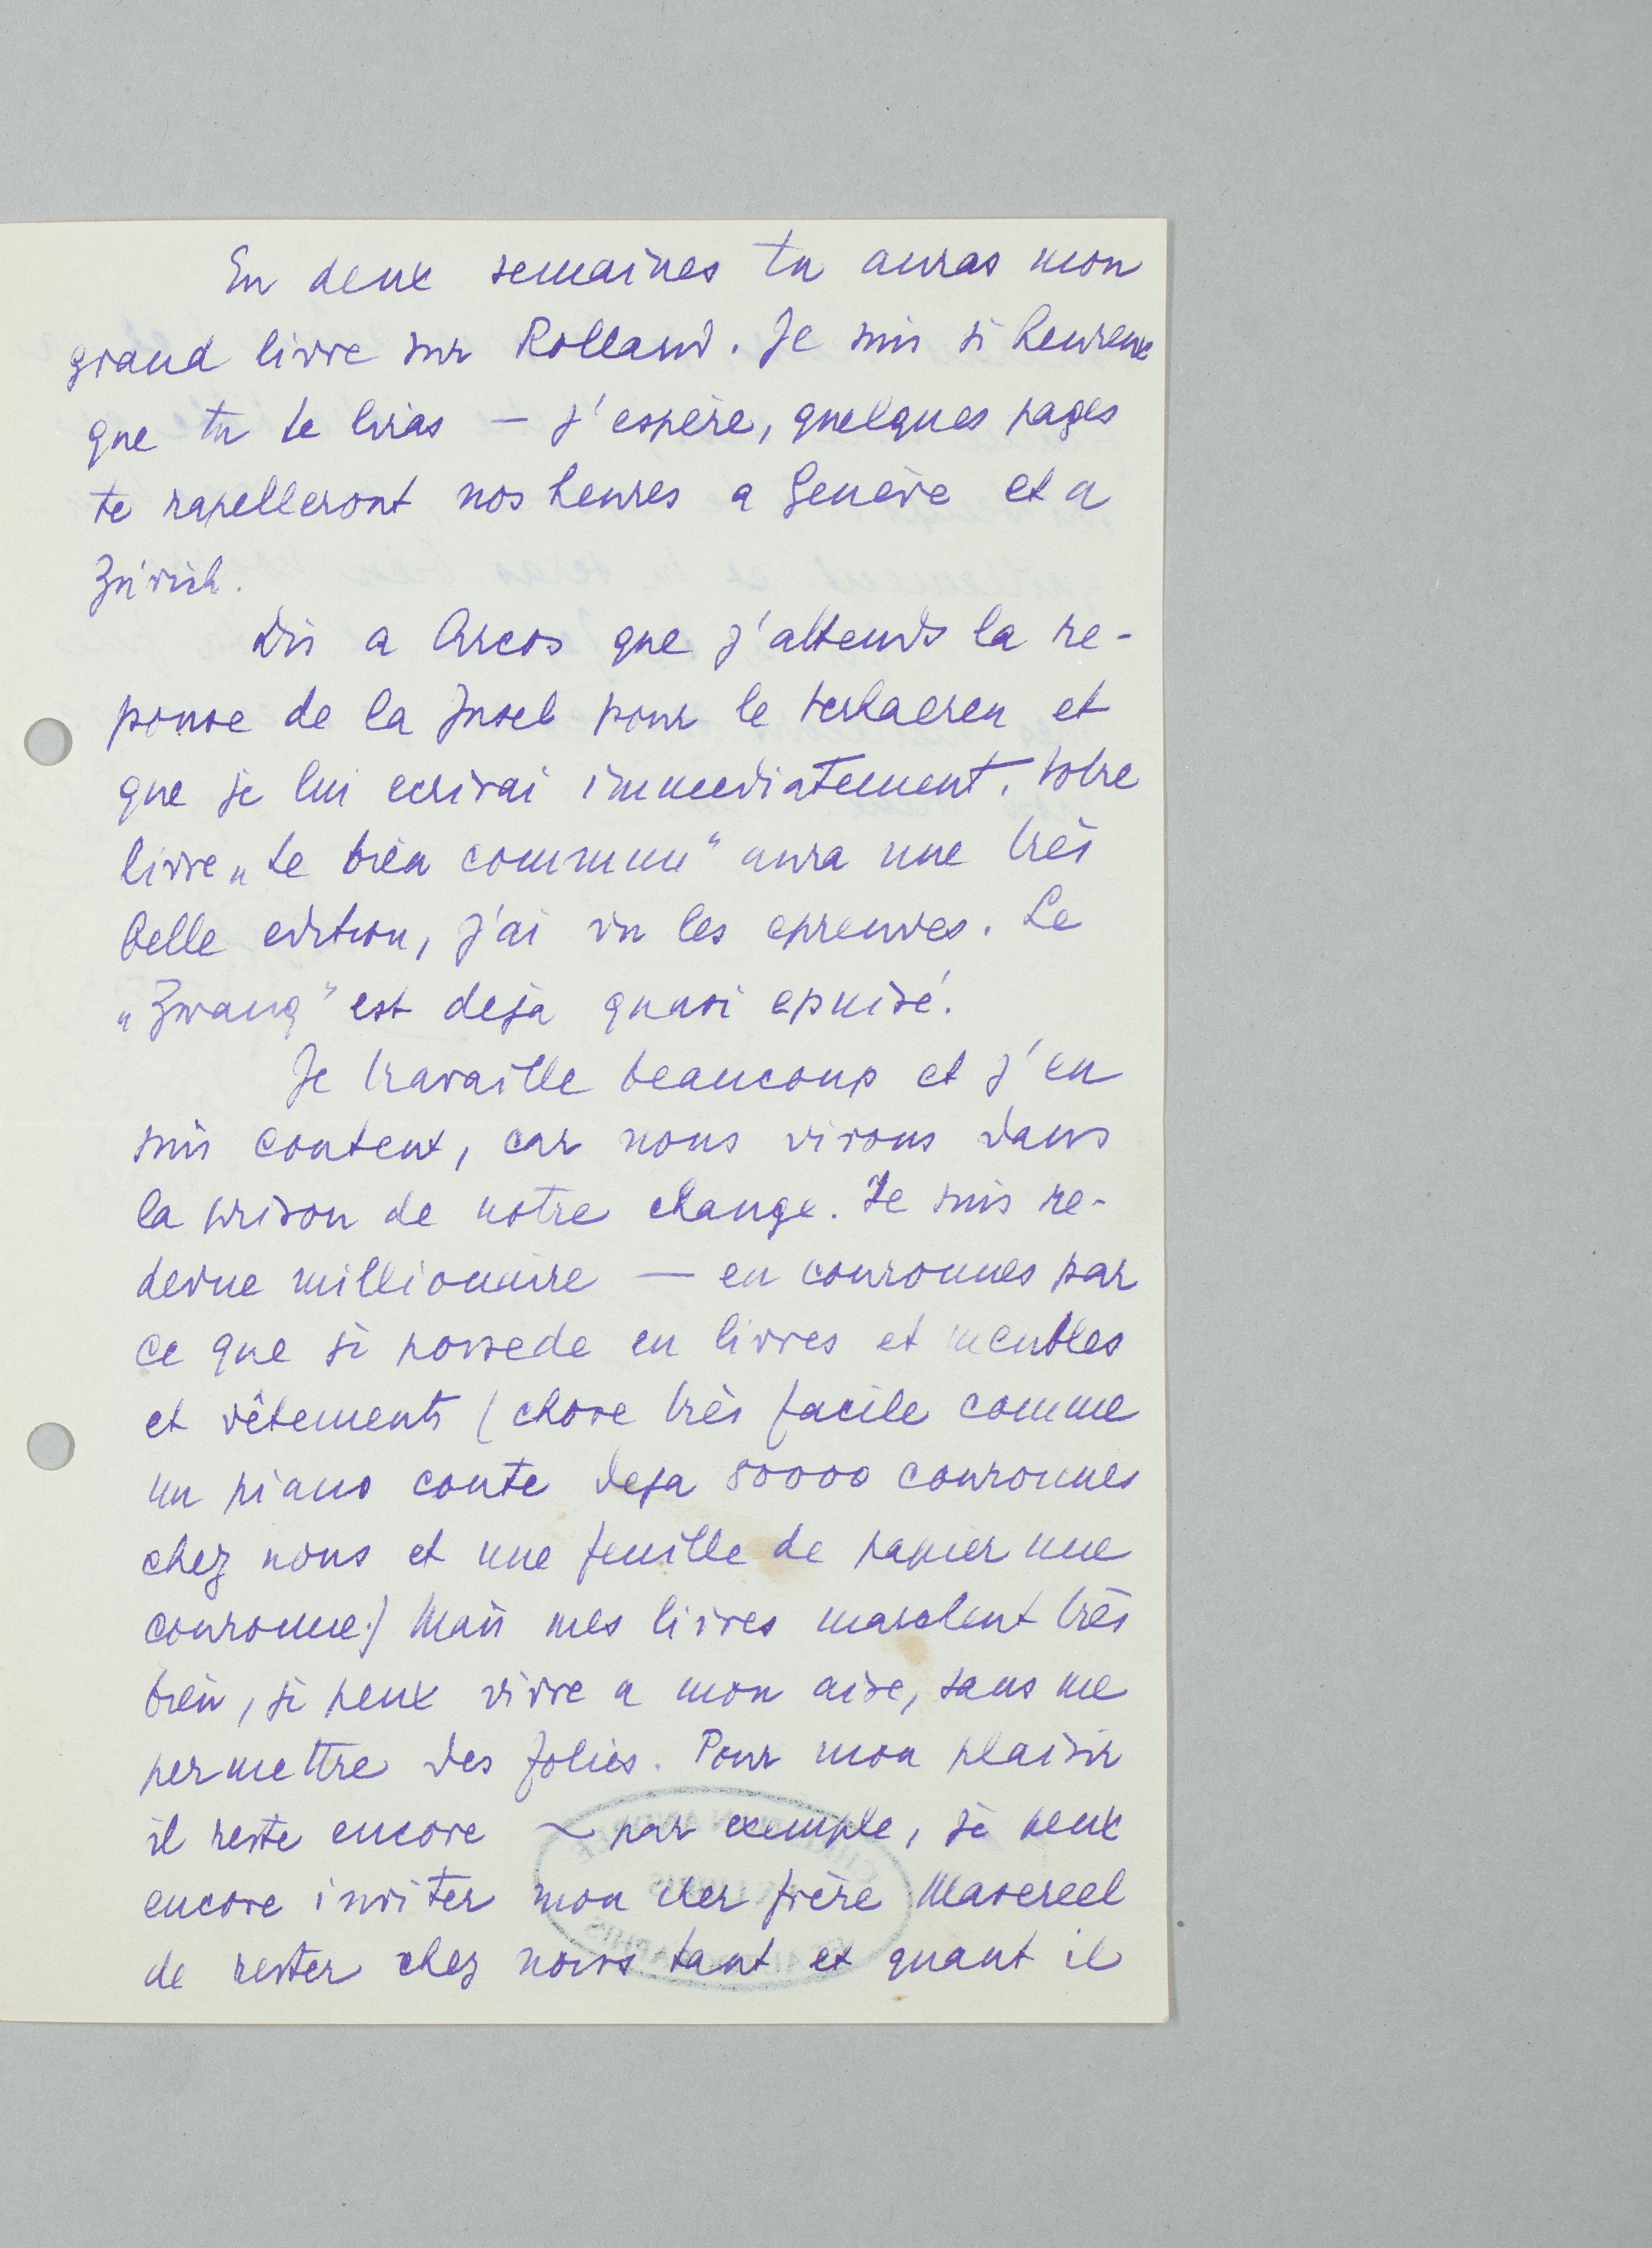 En deux semaines tu auras mon
grand livre sur Rolland. Je suis si heureux
que tu le liras — j'espère, quelques pages
te rapelleront nos heures a Genève et a
Zürich.
Dis a Arcos que j'attends la re-
ponse de la Insel pour le Verhaeren et
que je lui ecrirai immediatement. Votre
livre „Le bien commun" aura une très
belle edition, j'ai vu les epreuves. Le
„Zwang" est deja quasi epuisé.
Je travaille beaucoup et j'en
suis content, car nous vivons dans
la prison de notre change. Je suis re-
devue millionaire — en couronnes par
ce que je possede en livres et meubles
et vêtements (chose très facile comme
un piano coute deja 80000 couronnes
chez nous et une feuille de papier une
couronne.) Mais mes livres marchent très
bien, je peux vivre a mon aise, sans me
permettre des folies. Pour mon plaisir
il reste encore — par exemple, je peux
encore inviter mon cher frère Masereel
de rester chez nous tant et quant il